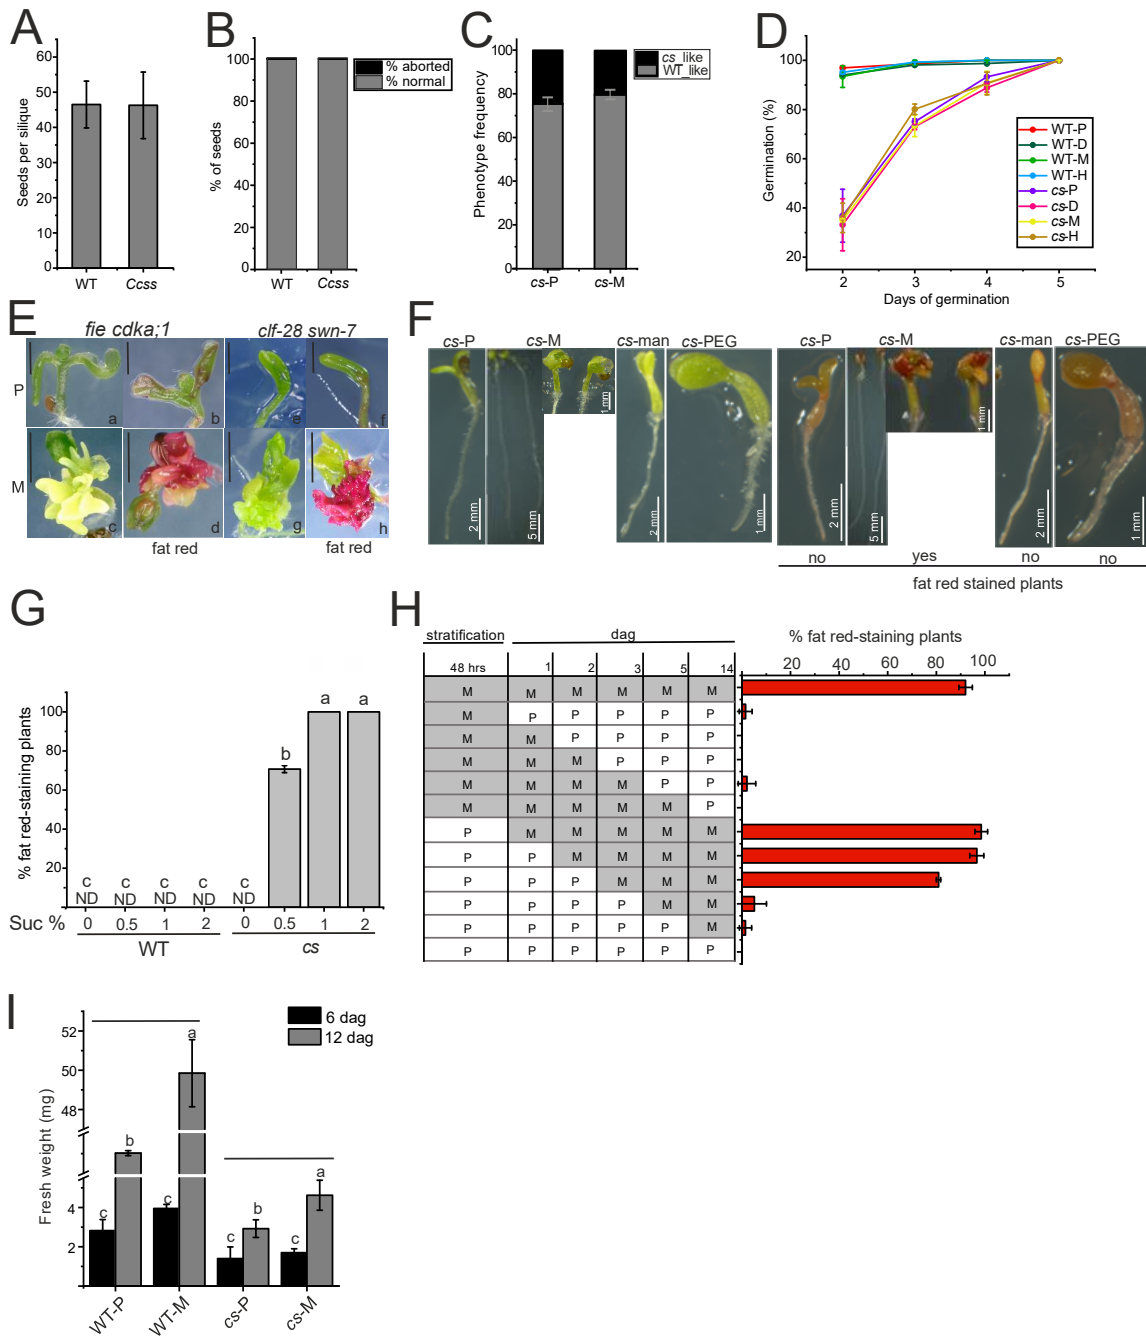 A
Seeds per silique
60
50
40
30
20
10
0
WT
Ccss
B
% of seeds
100
80
60
40
20
0
% aborted
% normal
WT
Ccss
C
Phenotype frequency
100
80
60
40
20
0
cs_like
WT_like
cs-P
cs-M
D
Germination (%)
100
80
60
40
20
WT-P
WT-D
WT-M
WT-H
cs-P
cs-D
cs-M
cs-H
2 3 4 5
Days of germination
E
fie cdka;1
clf-28 swn-7
P
a b e f
M
c d g h
fat red
fat red
F
cs-P cs-M cs-man cs-PEG cs-P cs-M cs-man cs-PEG
2 mm
5 mm
1 mm
2 mm
1 mm
2 mm
5 mm
1 mm
2 mm
1 mm
no yes no no
fat red stained plants
G
% fat red-staining plants
100
80
60
40
20
c c c c c b a a
ND ND ND ND ND
Suc % 0 0.5 1 2 0 0.5 1 2
WT cs
H
stratification dag
% fat red-staining plants
20 40 60 80 100
48 hrs 1 2 3 5 14
M M M M M M
M P P P P P
M M P P P P
M M M P P P
M M M M P P
M M M M M P
P M M M M M
P P M M M M
P P P M M M
P P P P M M
P P P P P M
P P P P P P
I
Fresh weight (mg)
52
50
48
4
2
6 dag
12 dag
c b c a c b c a
WT-P
WT-M
cs-P
cs-M